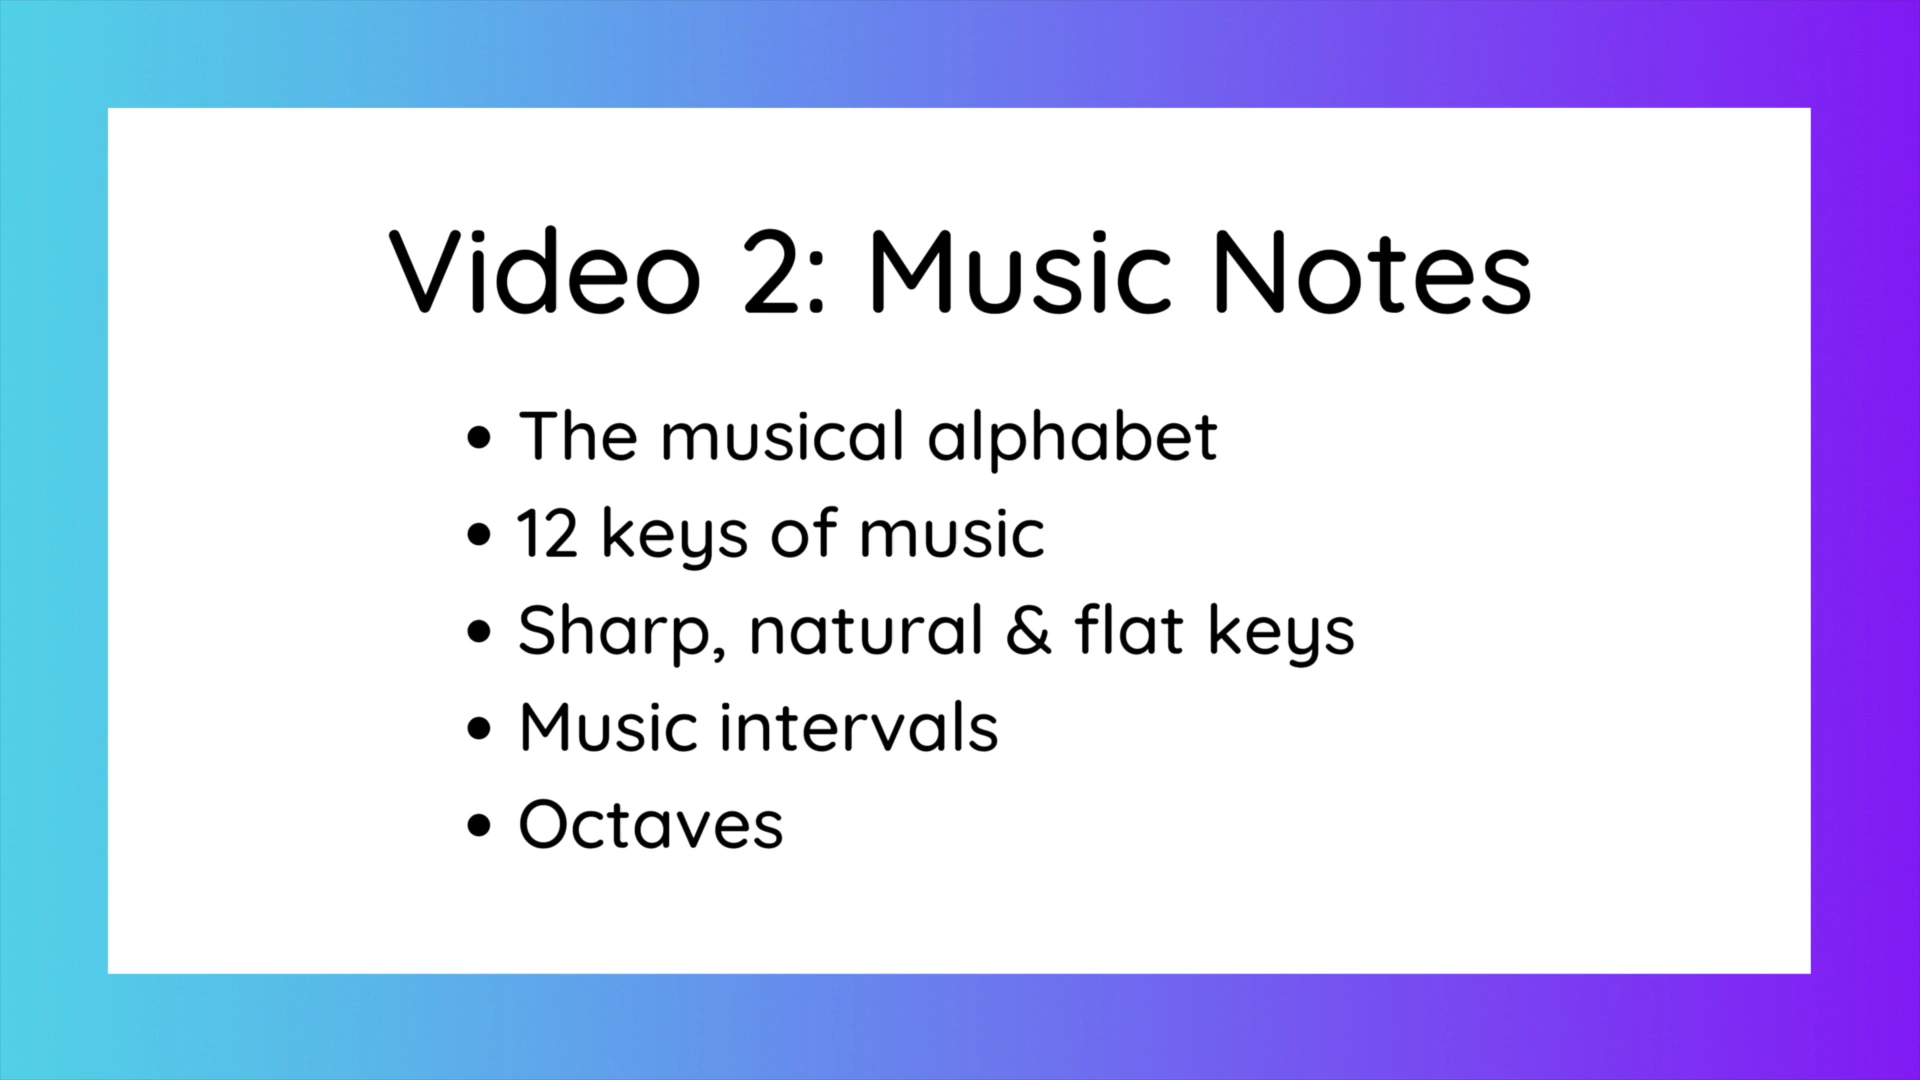 Video 2: Music Notes
• The musical alphabet
• 12 keys of music
• Sharp, natural & flat keys
• Music intervals
• Octaves